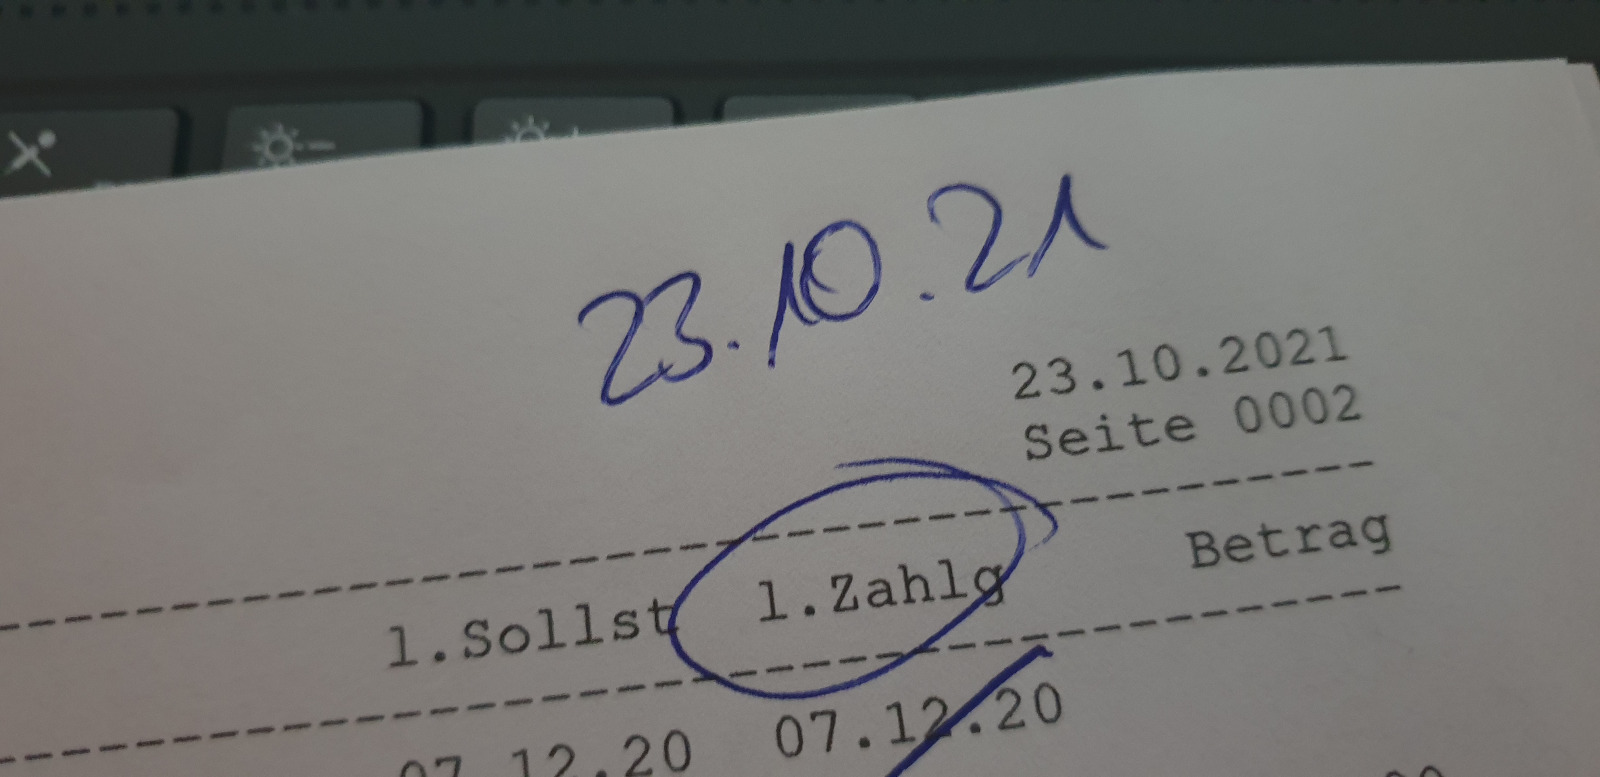 23.10.21
23.10.2021
Seite 0002
1.Sollst 1.Zahlg Betrag
07.12.20 07.12.20